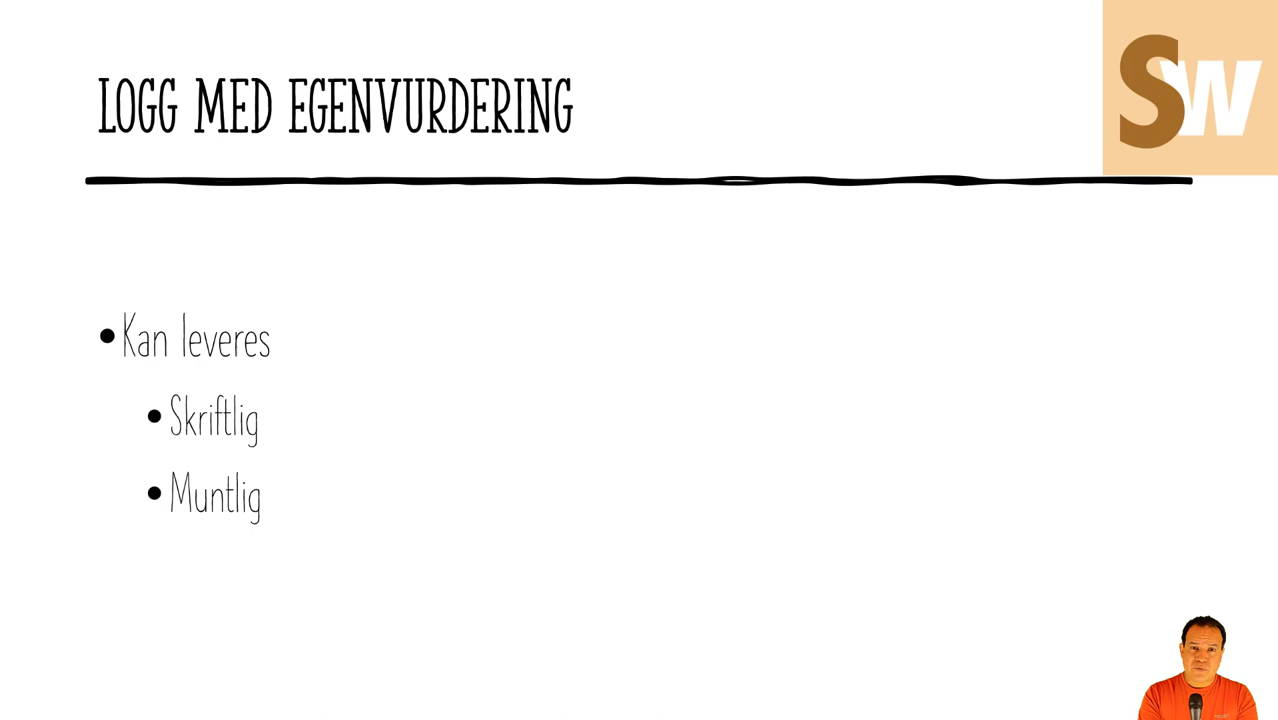 LOGG MED EGENVURDERING
SW
•Kan leveres
•Skriftlig
•Muntlig